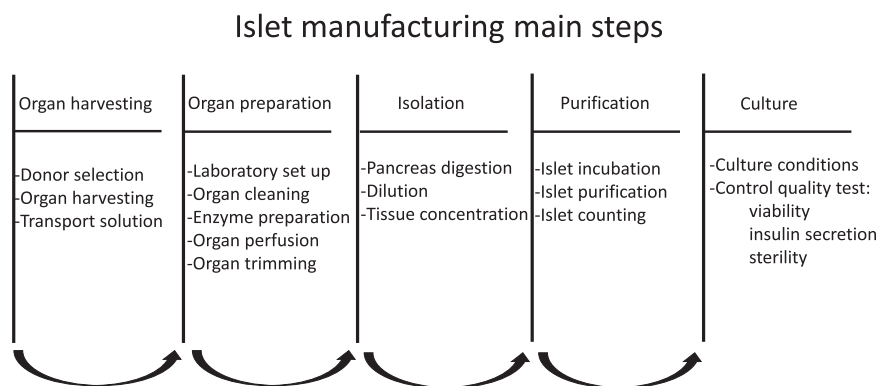 Islet manufacturing main steps
Organ harvesting
-Donor selection
-Organ harvesting
-Transport solution
Organ preparation
-Laboratory set up
-Organ cleaning
-Enzyme preparation
-Organ perfusion
-Organ trimming
Isolation
-Pancreas digestion
-Dilution
-Tissue concentration
Purification
-Islet incubation
-Islet purification
-Islet counting
Culture
-Culture conditions
-Control quality test:
viability
insulin secretion
sterility